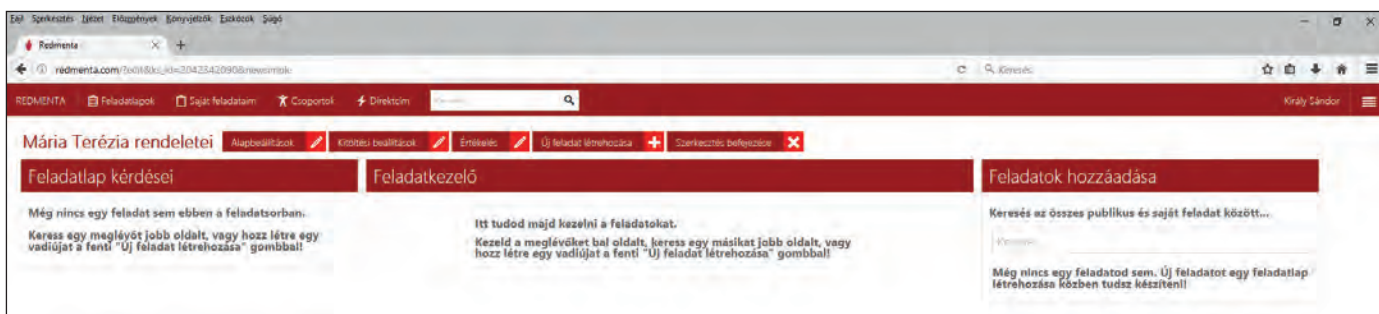 Fájl Szerkesztés Nézet Előzmények Könyvjelzők Eszközök Súgó
Redmenta
redmenta.com/?edit&ks_id=2042342090&newsimble
Keresés
REDMENTA Feladatlapok Saját feladataim Csoportok Direktcím Keresés Király Sándor
Mária Terézia rendeletei Alapbeállítások Kitöltési beállítások Értékelés Új feladat létrehozása Szerkesztés befejezése
Feladatlap kérdései Feladatkezelő Feladatok hozzáadása
Még nincs egy feladat sem ebben a feladatsorban.
Keress egy meglévőt jobb oldalt, vagy hozz létre egy
vadiújat a fenti "Új feladat létrehozása" gombbal!
Itt tudod majd kezelni a feladatokat.
Kezeld a meglévőket bal oldalt, keress egy másikat jobb oldalt, vagy
hozz létre egy vadiújat a fenti "Új feladat létrehozása" gombbal!
Keresés az összes publikus és saját feladat között...
Keresés
Még nincs egy feladatod sem. Új feladatot egy feladatlap
létrehozása közben tudsz készíteni!